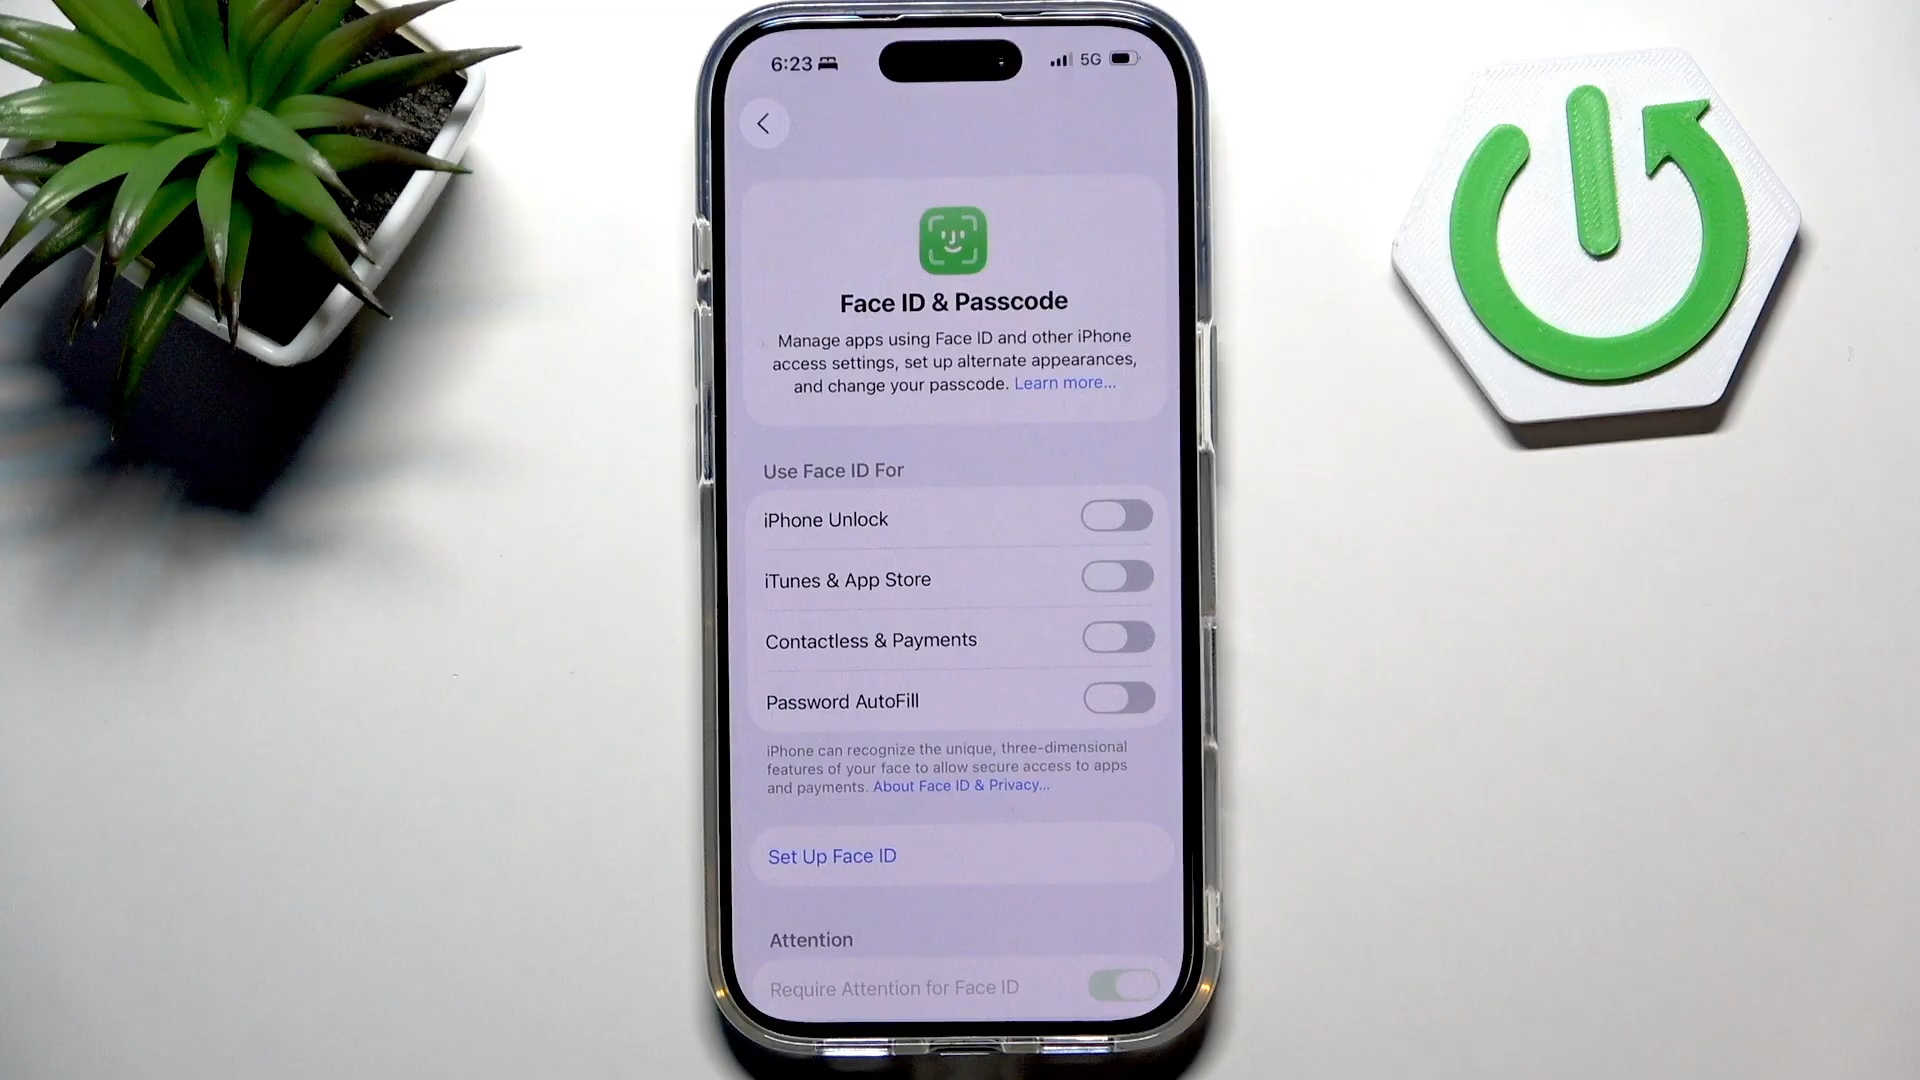 6:23
5G
Face ID & Passcode
Manage apps using Face ID and other iPhone
access settings, set up alternate appearances,
and change your passcode. Learn more...
Use Face ID For
iPhone Unlock
iTunes & App Store
Contactless & Payments
Password AutoFill
iPhone can recognize the unique, three-dimensional
features of your face to allow secure access to apps
and payments. About Face ID & Privacy...
Set Up Face ID
Attention
Require Attention for Face ID